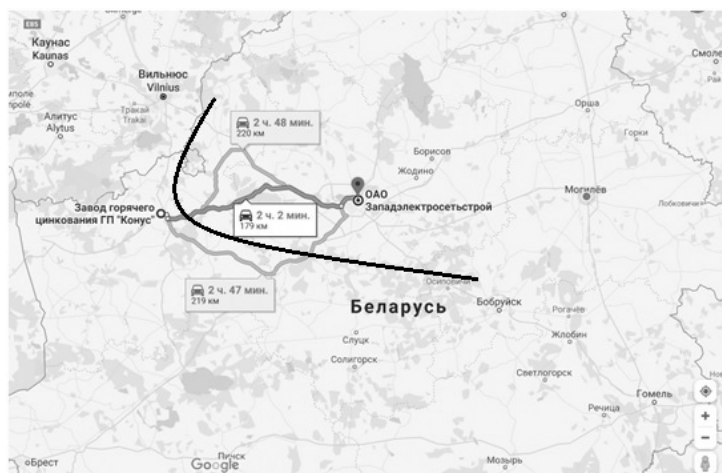 Каунас
Kaunas
Вильнюс
Vilnius
Тракай
Trakai
Алитус
Alytus
2 ч. 48 мин.
220 км
Борисов
Жодино
Орша
Горки
Могилёв
ОАО
Западэлектросетьстрой
Завод горячего
цинкования ГП "Конус"
2 ч. 2 мин.
179 км
2 ч. 47 мин.
219 км
Осиповичи
Бобруйск
Беларусь
Рогачёв
Жлобин
Слуцк
Солигорск
Светлогорск
Гомель
Речица
Брест
Пинск
Google
Мозырь